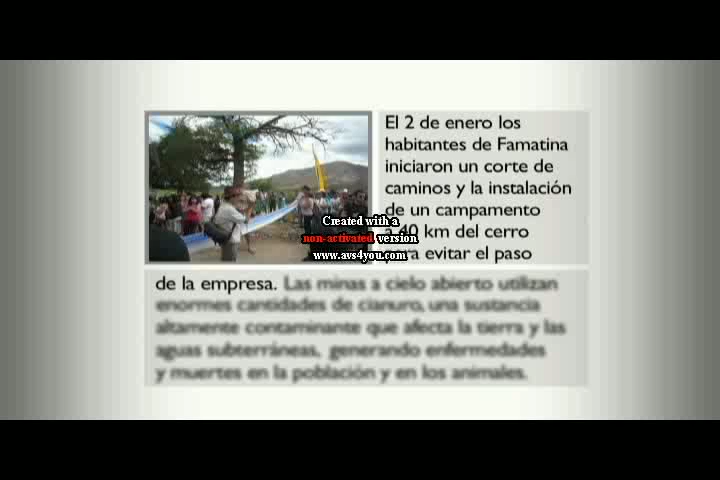 El 2 de enero los
habitantes de Famatina
iniciaron un corte de
caminos y la instalación
de un campamento
a 40 km del cerro
para evitar el paso
Created with a
non-activated version
www.avs4you.com
de la empresa. Las minas a cielo abierto utilizan
enormes cantidades de cianuro, una sustancia
altamente contaminante que afecta la tierra y las
aguas subterráneas, generando enfermedades
y muertes en la población y en los animales.